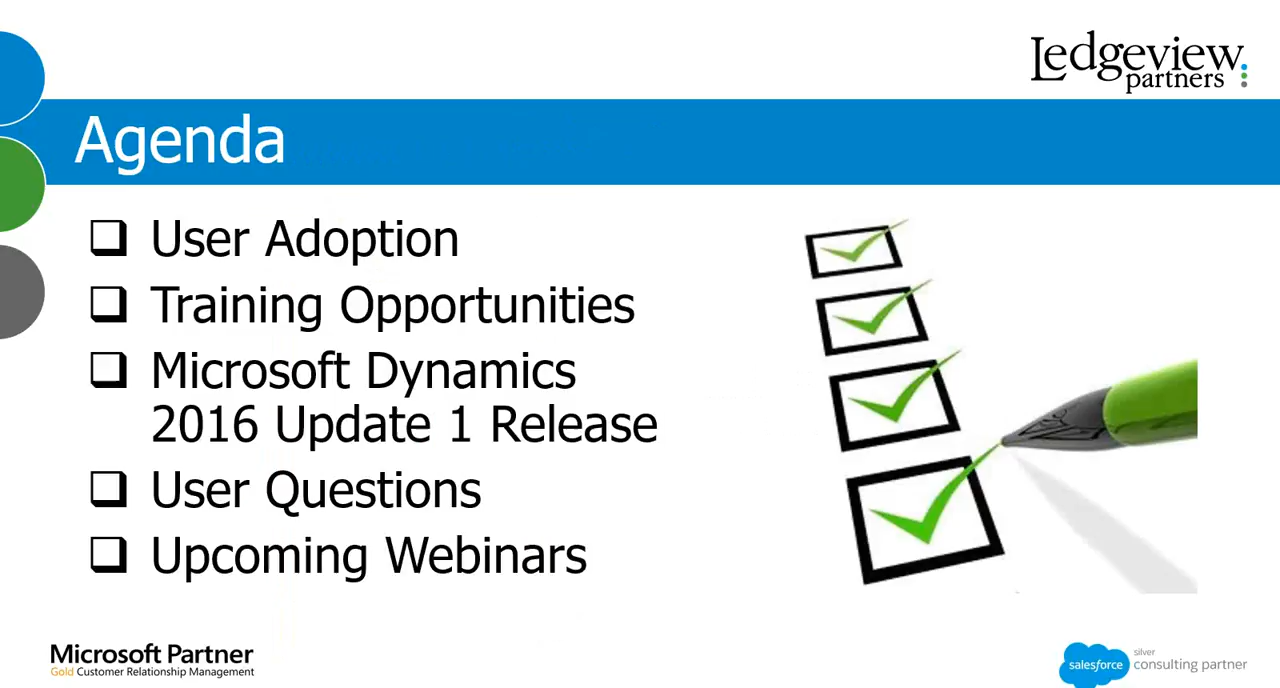 Ledgeview
partners
Agenda
User Adoption
Training Opportunities
Microsoft Dynamics
2016 Update 1 Release
User Questions
Upcoming Webinars
Microsoft Partner
Gold Customer Relationship Management
salesforce
silver
consulting partner